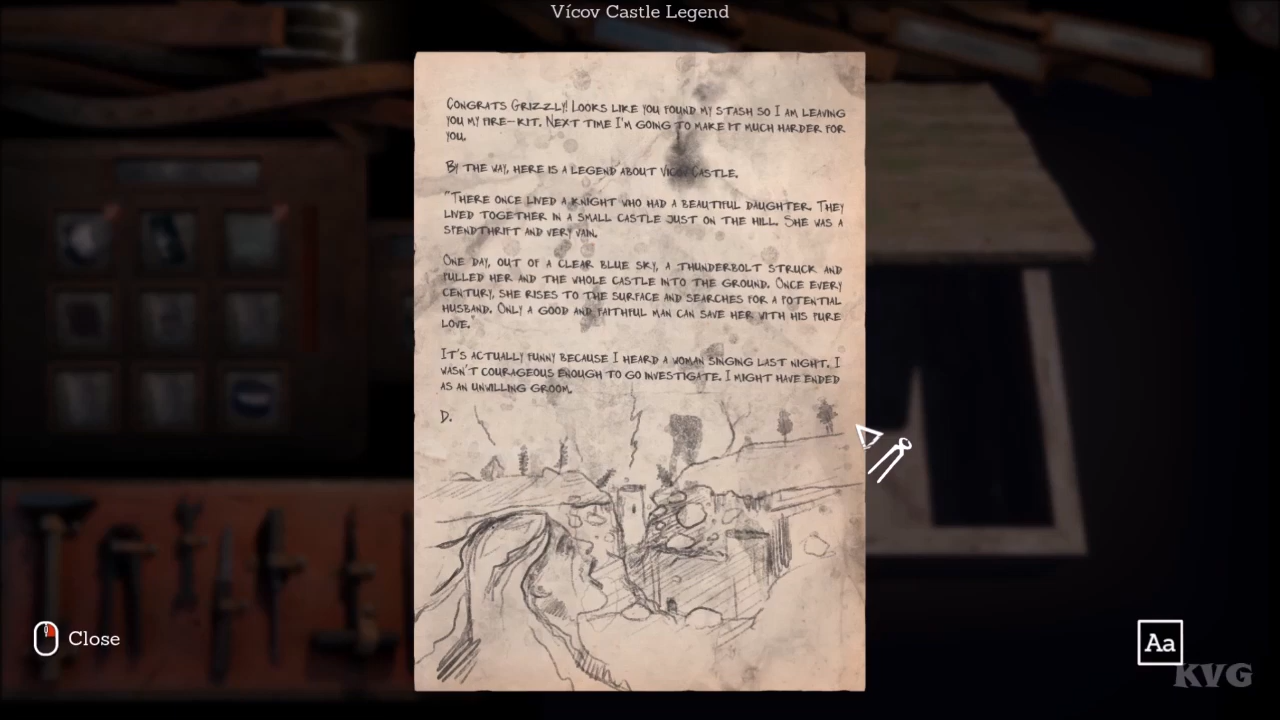 Vícov Castle Legend
CONGRATS GRIZZLY! LOOKS LIKE YOU FOUND MY STASH SO I AM LEAVING
YOU MY FIRE-KIT. NEXT TIME I'M GOING TO MAKE IT MUCH HARDER FOR
YOU.
BY THE WAY, HERE IS A LEGEND ABOUT VICOV CASTLE.
"THERE ONCE LIVED A KNIGHT WHO HAD A BEAUTIFUL DAUGHTER. THEY
LIVED TOGETHER IN A SMALL CASTLE JUST ON THE HILL. SHE WAS A
SPENDTHRIFT AND VERY VAIN.
ONE DAY, OUT OF A CLEAR BLUE SKY, A THUNDERBOLT STRUCK AND
PULLED HER AND THE WHOLE CASTLE INTO THE GROUND. ONCE EVERY
CENTURY, SHE RISES TO THE SURFACE AND SEARCHES FOR A POTENTIAL
HUSBAND. ONLY A GOOD AND FAITHFUL MAN CAN SAVE HER WITH HIS PURE
LOVE."
IT'S ACTUALLY FUNNY BECAUSE I HEARD A WOMAN SINGING LAST NIGHT. I
WASN'T COURAGEOUS ENOUGH TO GO INVESTIGATE. I MIGHT HAVE ENDED
AS AN UNWILLING GROOM.
D.
Close
Aa
KVG